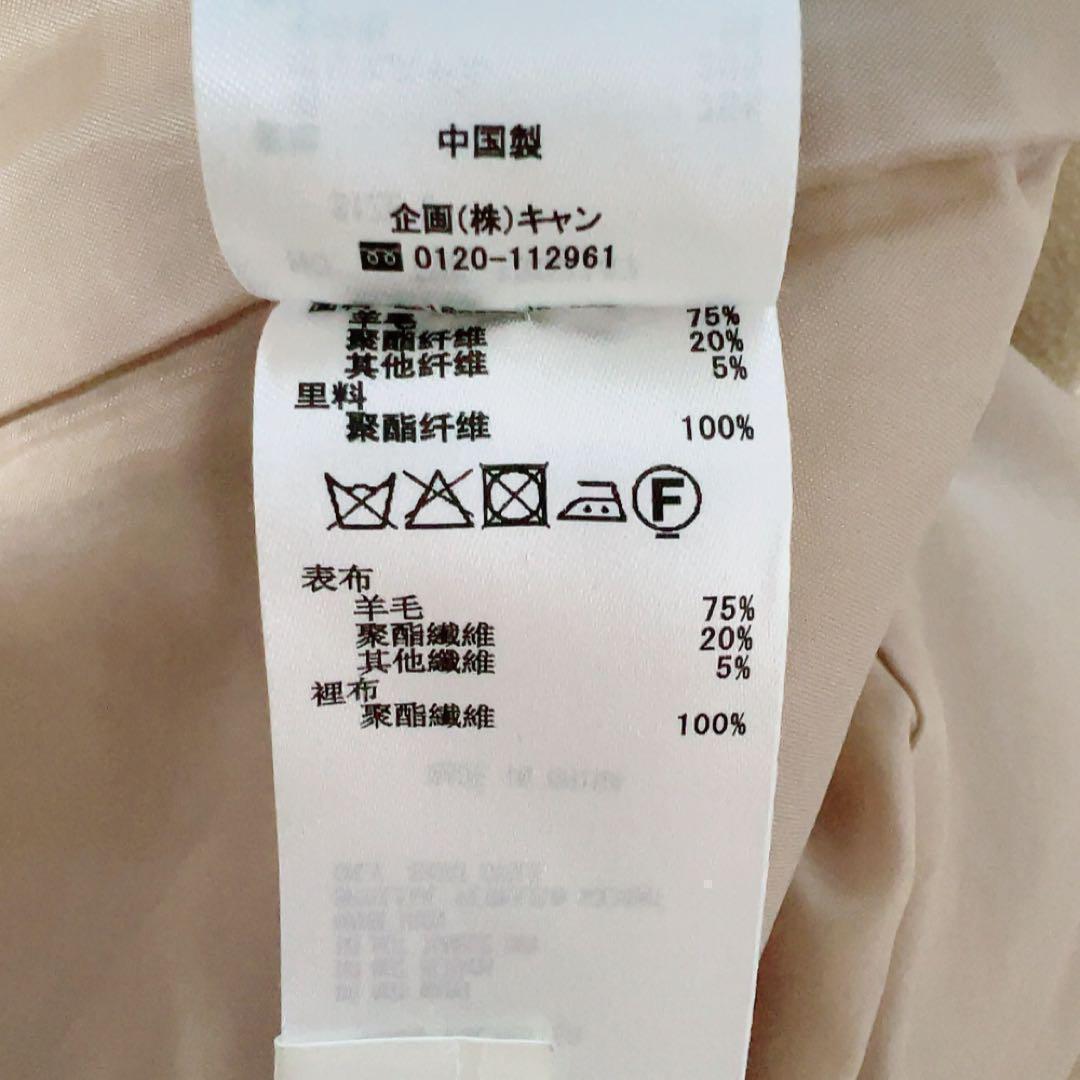 中国製
企画(株)キャン
0120-112961
羊毛 75%
聚酯纤维 20%
其他纤维 5%
里料
聚酯纤维 100%
F
表布
羊毛 75%
聚酯纖維 20%
其他纖維 5%
裡布
聚酯纖維 100%